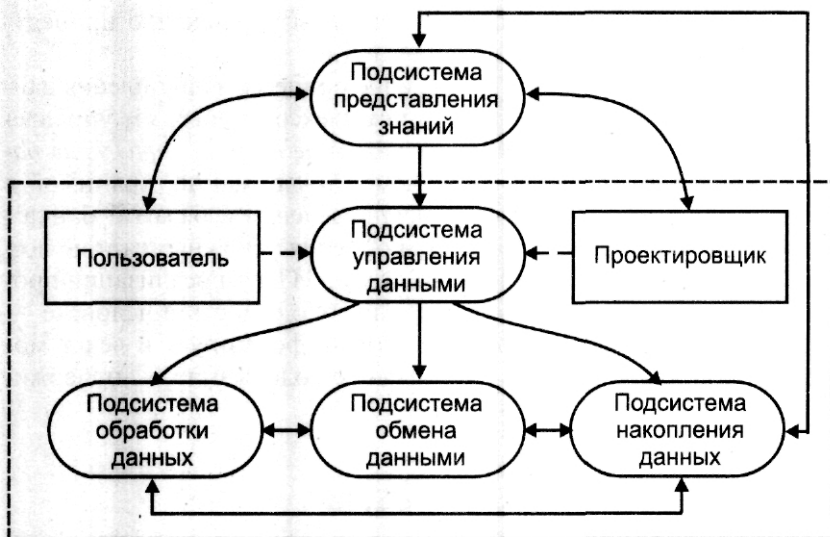 Подсистема
представления
знаний
Пользователь
Подсистема
управления
данными
Проектировщик
Подсистема
обработки
данных
Подсистема
обмена
данными
Подсистема
накопления
данных